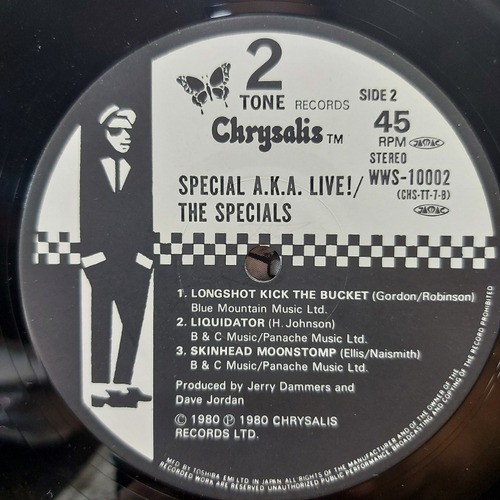 2
TONE RECORDS
Chrysalis TM
SIDE 2
45
RPM JASRAC
STEREO
WWS-10002
(CHS-TT-7-B)
JASRAC
SPECIAL A.K.A. LIVE!/
THE SPECIALS
1. LONGSHOT KICK THE BUCKET (Gordon/Robinson)
Blue Mountain Music Ltd.
2. LIQUIDATOR (H. Johnson)
B & C Music/Panache Music Ltd.
3. SKINHEAD MOONSTOMP (Ellis/Naismith)
B & C Music/Panache Music Ltd.
Produced by Jerry Dammers and
Dave Jordan
© 1980 ℗ 1980 CHRYSALIS
RECORDS LTD.
MFD BY TOSHIBA EMI LTD IN JAPAN ALL RIGHTS OF THE MANUFACTURER AND OF THE OWNER OF THE
RECORDED WORK ARE RESERVED UNAUTHORIZED PUBLIC PERFORMANCE BROADCASTING AND COPYING OF THE RECORD PROHIBITED